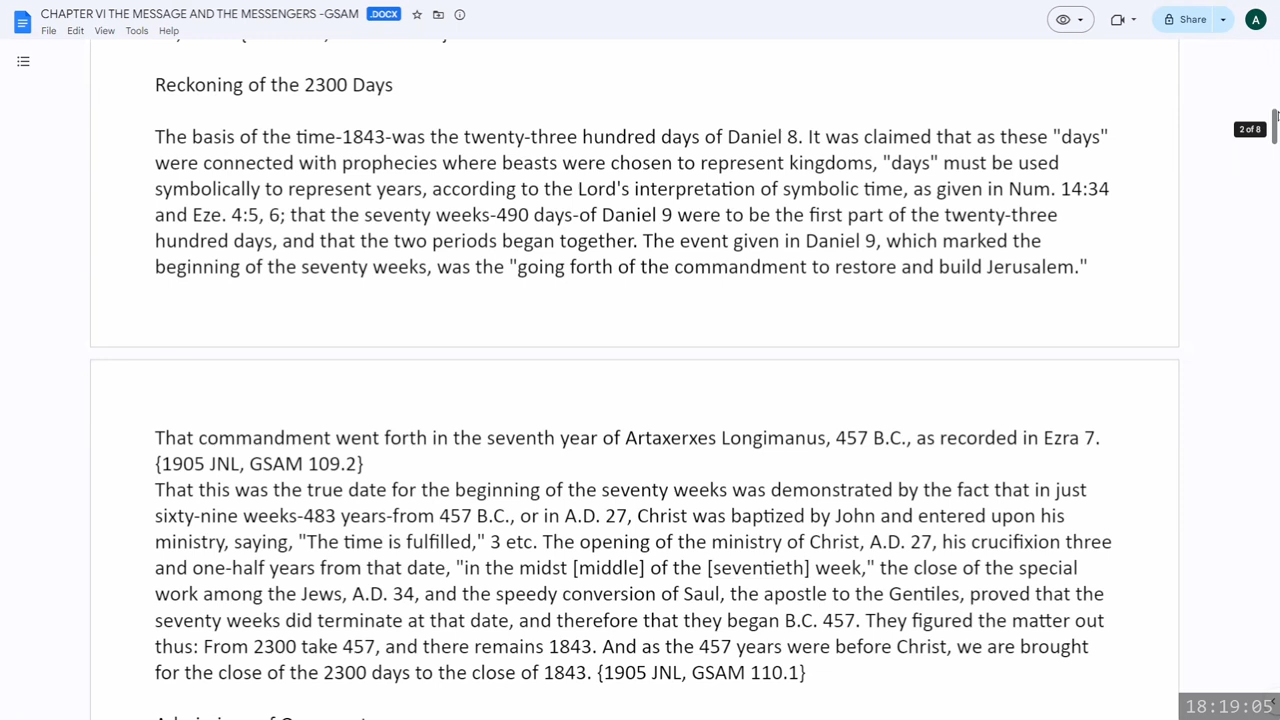 CHAPTER VI THE MESSAGE AND THE MESSENGERS -GSAM .DOCX
File Edit View Tools Help
Share
A
Reckoning of the 2300 Days
2 of 8
The basis of the time-1843-was the twenty-three hundred days of Daniel 8. It was claimed that as these "days"
were connected with prophecies where beasts were chosen to represent kingdoms, "days" must be used
symbolically to represent years, according to the Lord's interpretation of symbolic time, as given in Num. 14:34
and Eze. 4:5, 6; that the seventy weeks-490 days-of Daniel 9 were to be the first part of the twenty-three
hundred days, and that the two periods began together. The event given in Daniel 9, which marked the
beginning of the seventy weeks, was the "going forth of the commandment to restore and build Jerusalem."
That commandment went forth in the seventh year of Artaxerxes Longimanus, 457 B.C., as recorded in Ezra 7.
{1905 JNL, GSAM 109.2}
That this was the true date for the beginning of the seventy weeks was demonstrated by the fact that in just
sixty-nine weeks-483 years-from 457 B.C., or in A.D. 27, Christ was baptized by John and entered upon his
ministry, saying, "The time is fulfilled," 3 etc. The opening of the ministry of Christ, A.D. 27, his crucifixion three
and one-half years from that date, "in the midst [middle] of the [seventieth] week," the close of the special
work among the Jews, A.D. 34, and the speedy conversion of Saul, the apostle to the Gentiles, proved that the
seventy weeks did terminate at that date, and therefore that they began B.C. 457. They figured the matter out
thus: From 2300 take 457, and there remains 1843. And as the 457 years were before Christ, we are brought
for the close of the 2300 days to the close of 1843. {1905 JNL, GSAM 110.1}
18:19:05